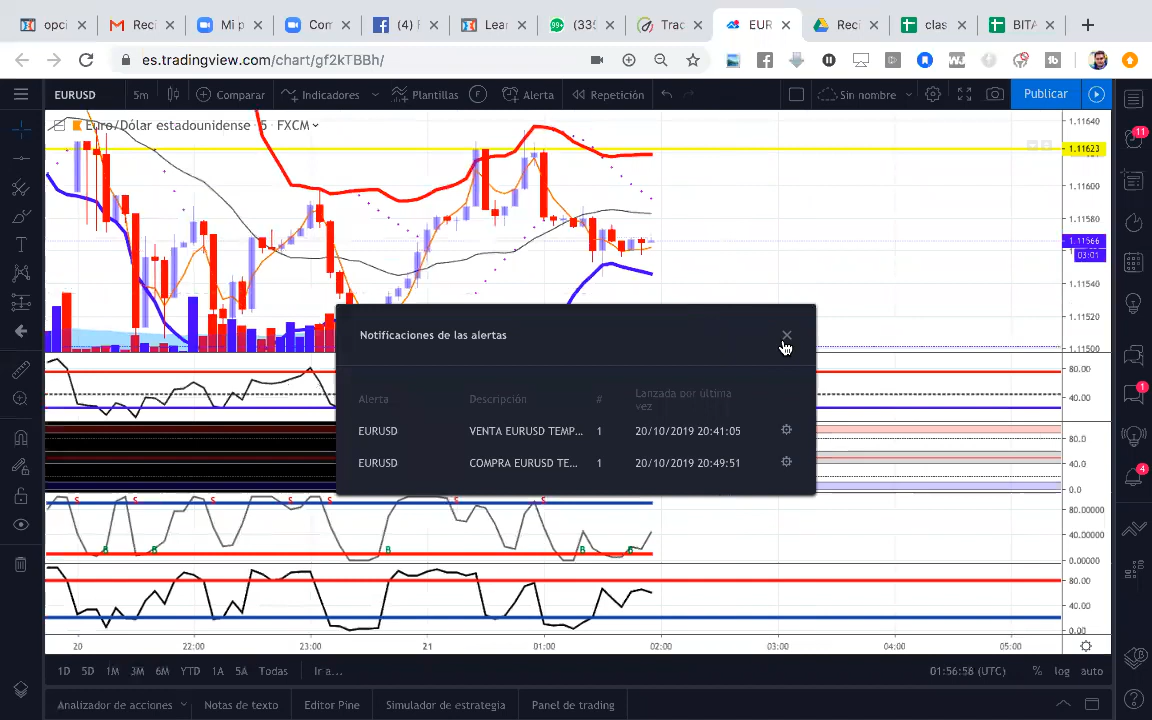 opci
Reci
Mi p
Com
(4) F
Lear
99+
(335
Trac
EUR
Reci
clas
BITA
es.tradingview.com/chart/gf2kTBBh/
EURUSD
5m
Comparar
Indicadores
Plantillas
F
Alerta
Repetición
Sin nombre
Publicar
Euro/Dólar estadounidense
5
FXCM
1.11640
1.11623
1.11600
1.11580
1.11566
03:01
1.11540
1.11520
1.11500
11
1
4
Notificaciones de las alertas
Alerta
Descripción
#
Lanzada por última
vez
EURUSD
VENTA EURUSD TEMP...
1
20/10/2019 20:41:05
EURUSD
COMPRA EURUSD TE...
1
20/10/2019 20:49:51
80.00
40.00
80.0
40.0
0.0
S
S
S
S
S
S
S
B
B
B
B
B
80.00000
40.00000
0.00000
80.00
40.00
0.00
20
22:00
23:00
21
01:00
02:00
03:00
04:00
05:00
1D
5D
1M
3M
6M
YTD
1A
5A
Todas
Ir a...
01:56:58 (UTC)
%
log
auto
Analizador de acciones
Notas de texto
Editor Pine
Simulador de estrategia
Panel de trading